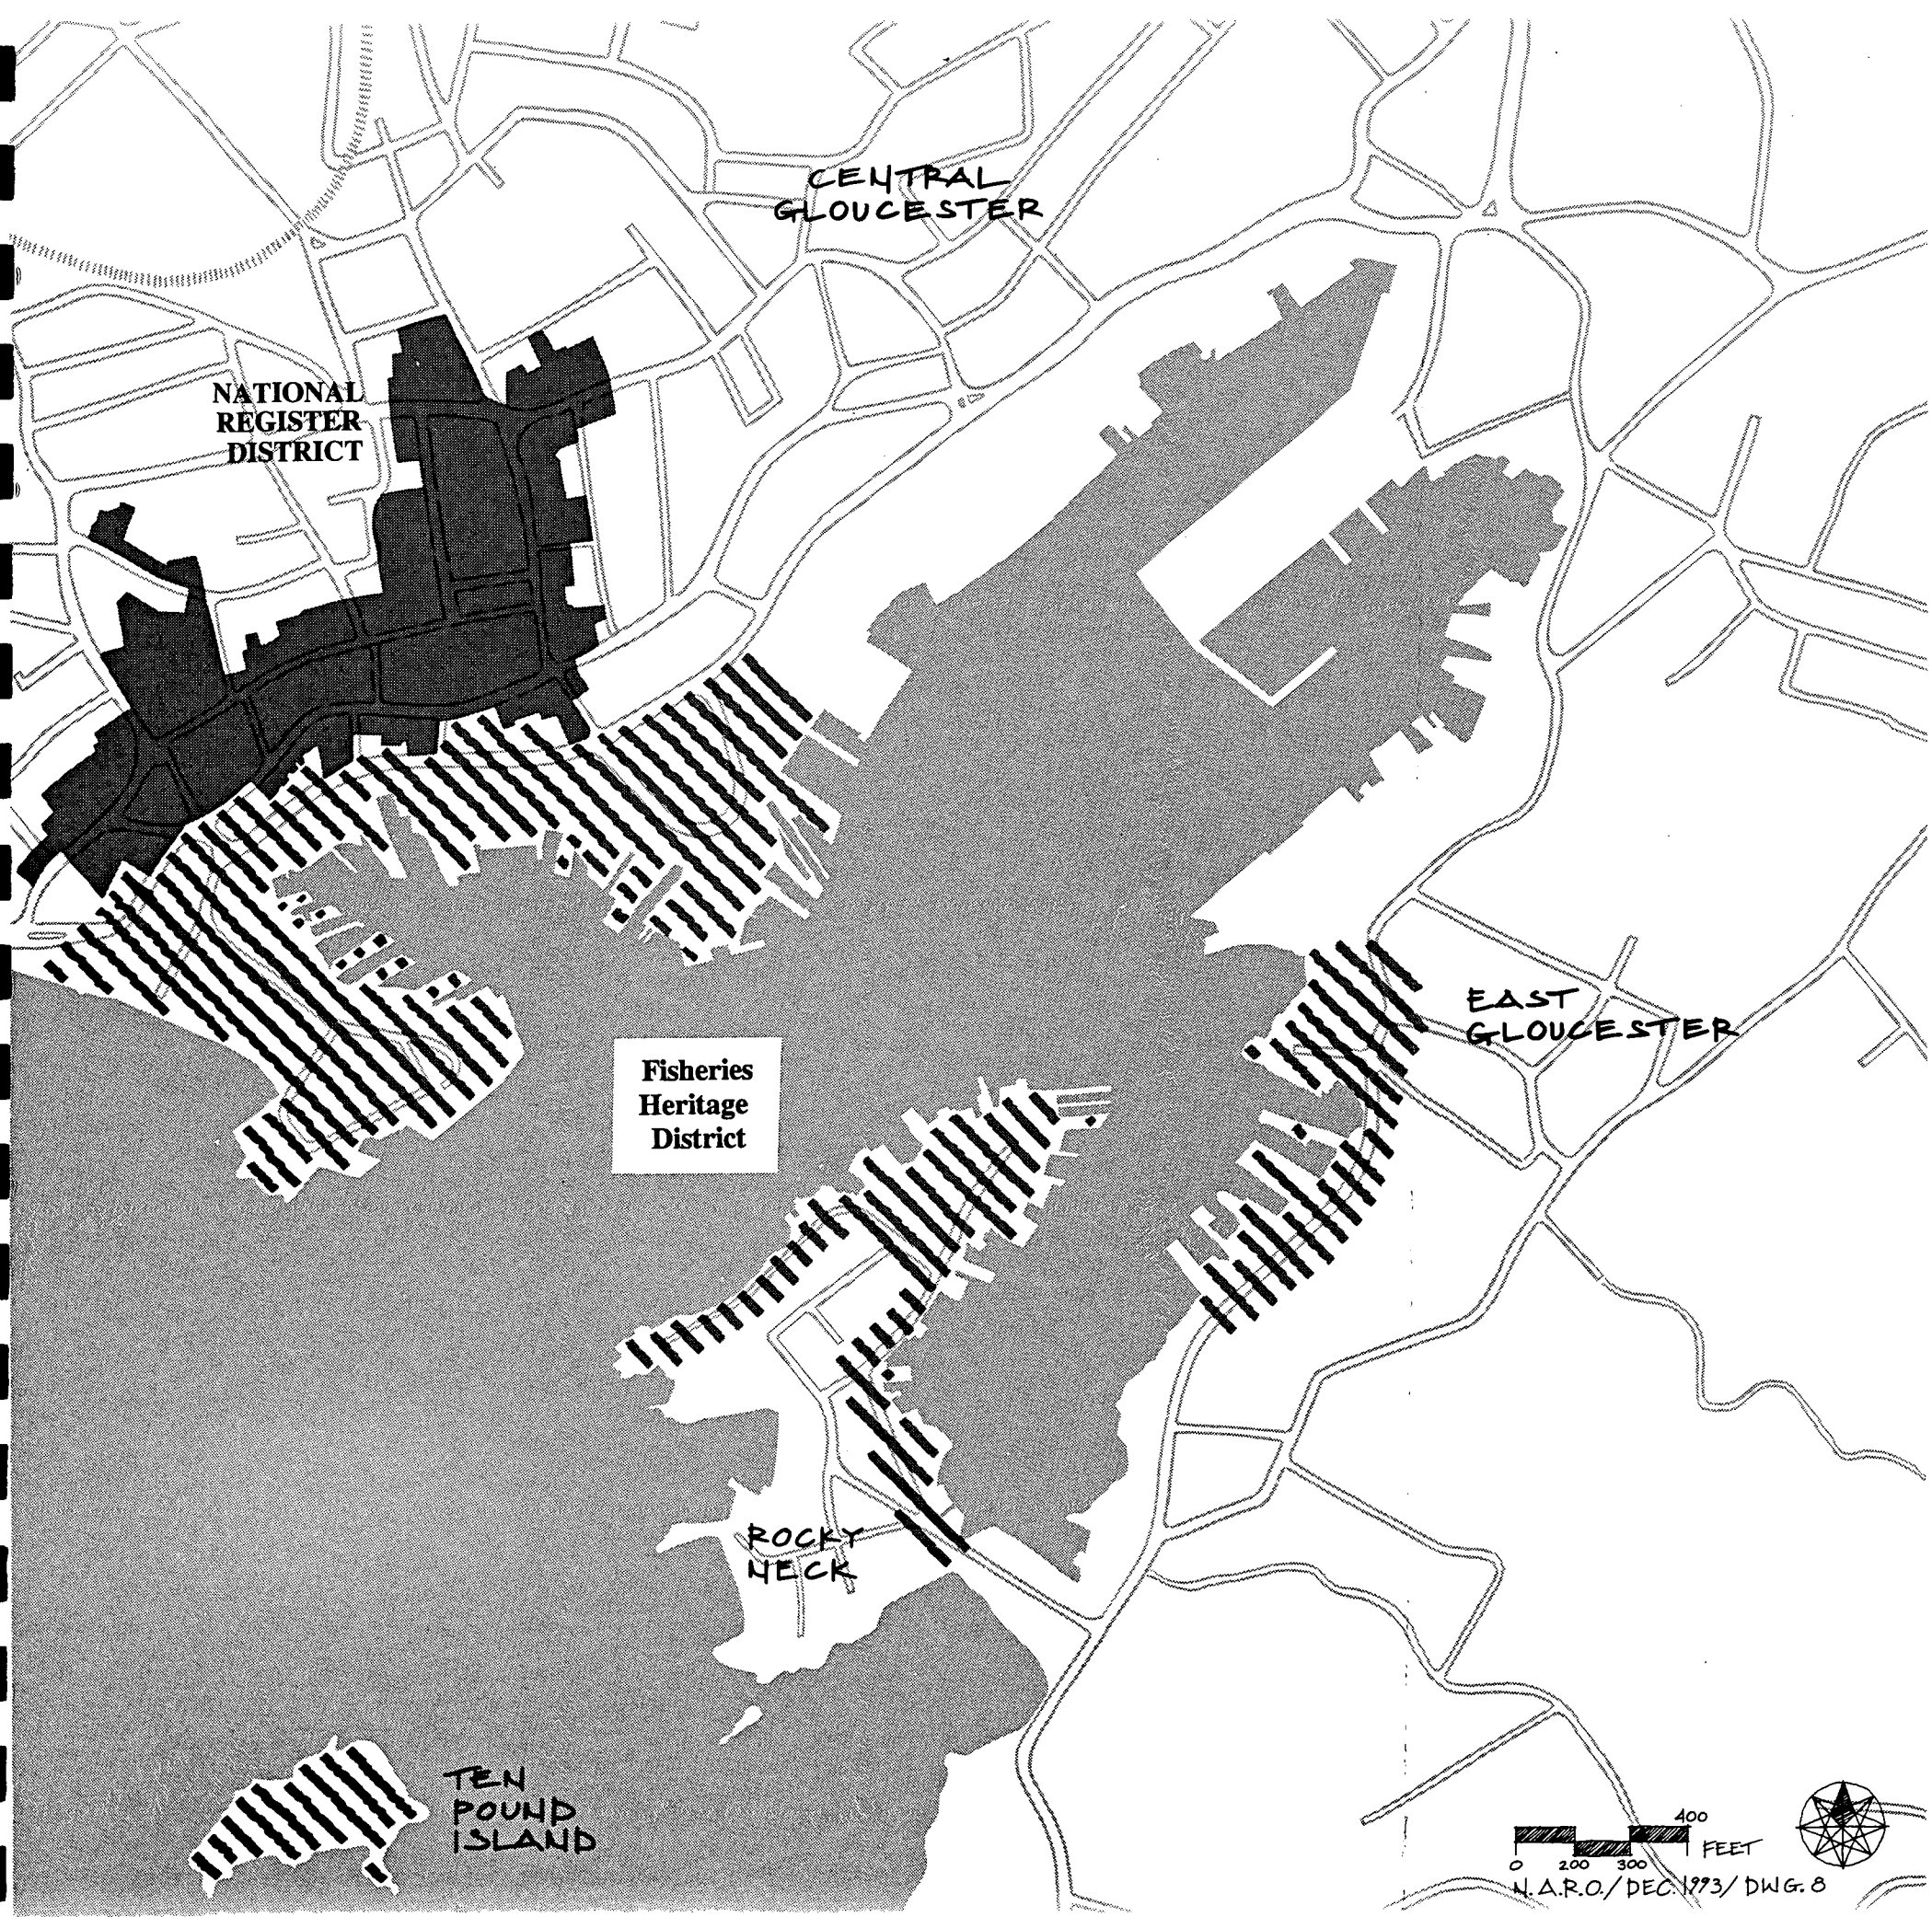 CENTRAL
GLOUCESTER
NATIONAL
REGISTER
DISTRICT
EAST
GLOUCESTER
Fisheries
Heritage
District
ROCKY
NECK
TEN
POUND
ISLAND
400
FEET
0 200 300
N.A.R.O./DEC.1993/DWG.8